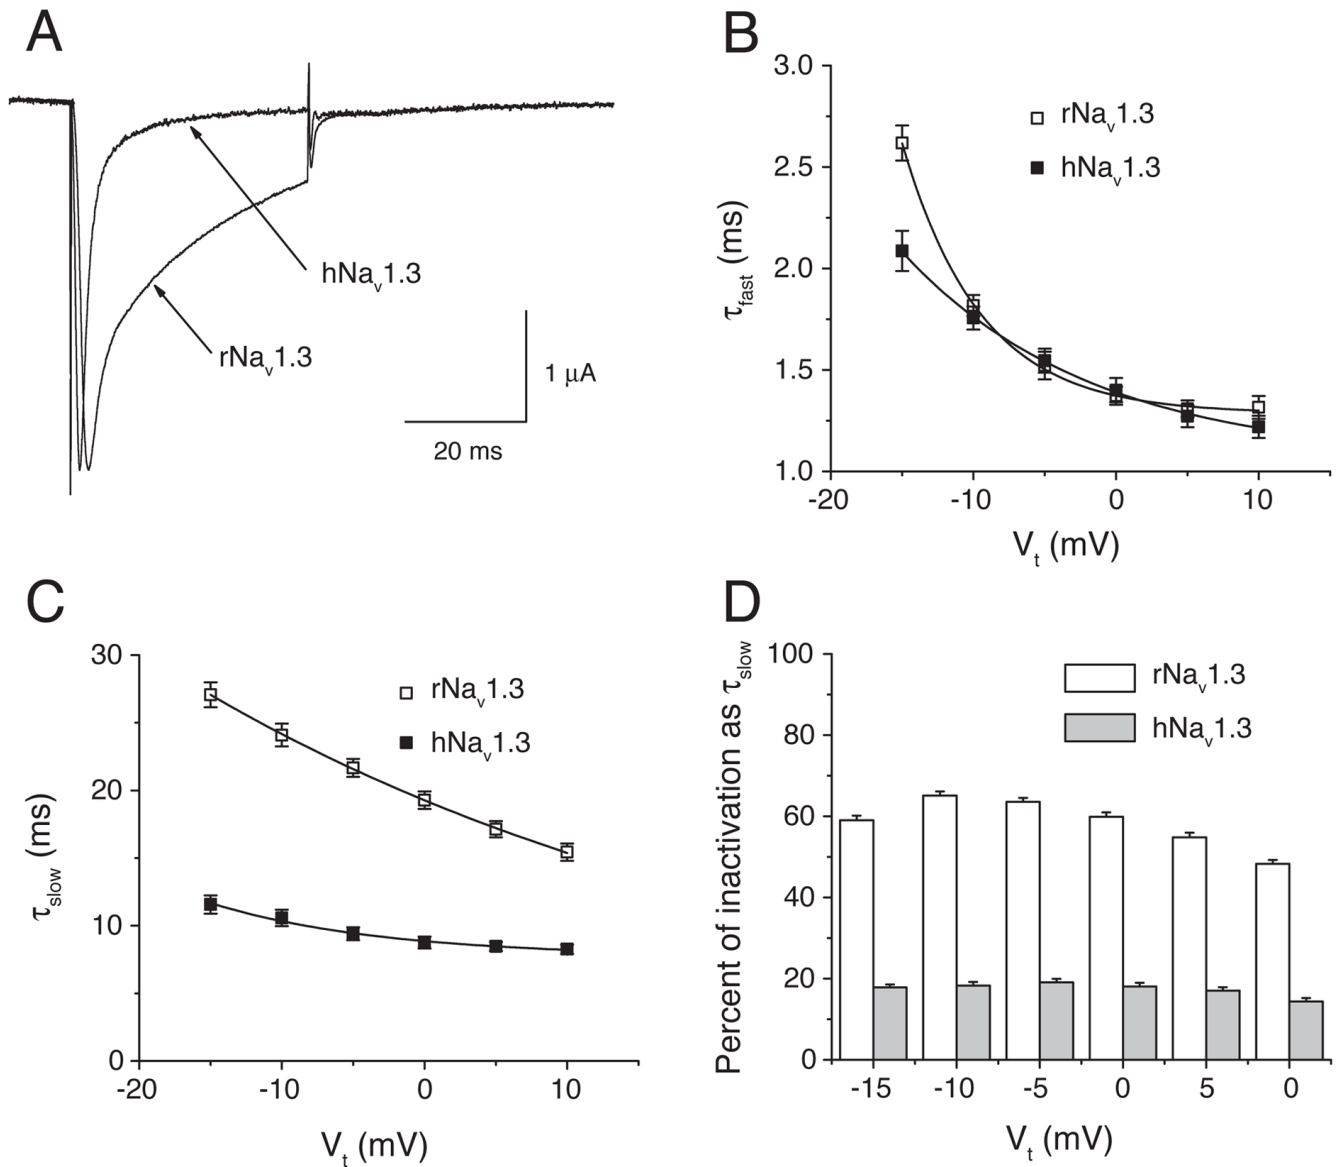 A
hNav1.3
rNav1.3
1 μA
20 ms
B
3.0
2.5
2.0
1.5
1.0
τfast (ms)
rNav1.3
hNav1.3
-20
-10
0
10
Vt (mV)
C
30
20
10
0
τslow (ms)
rNav1.3
hNav1.3
-20
-10
0
10
Vt (mV)
D
100
80
60
40
20
0
Percent of inactivation as τslow
rNav1.3
hNav1.3
-15
-10
-5
0
5
0
Vt (mV)